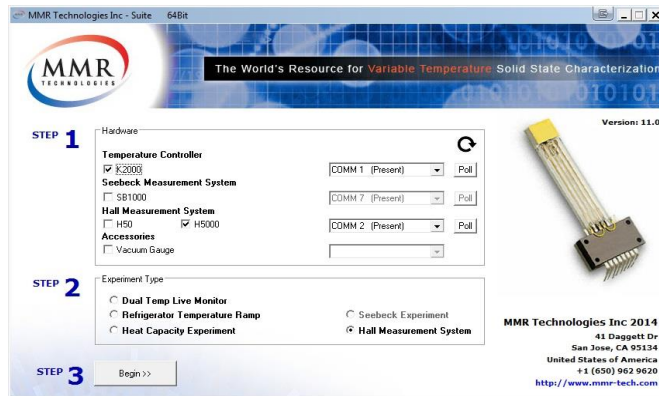 MMR Technologies Inc - Suite 64Bit
MMR
TECHNOLOGIES
The World's Resource for Variable Temperature Solid State Characterization
Version: 11.0
STEP 1
Hardware
Temperature Controller
K2000
COMM 1 (Present)
Poll
Seebeck Measurement System
SB1000
COMM 7 (Present)
Poll
Hall Measurement System
H50
H5000
COMM 2 (Present)
Poll
Accessories
Vacuum Gauge
STEP 2
Experiment Type
Dual Temp Live Monitor
Refrigerator Temperature Ramp
Seebeck Experiment
Heat Capacity Experiment
Hall Measurement System
STEP 3
Begin >>
MMR Technologies Inc 2014
41 Daggett Dr
San Jose, CA 95134
United States of America
+1 (650) 962 9620
http://www.mmr-tech.com